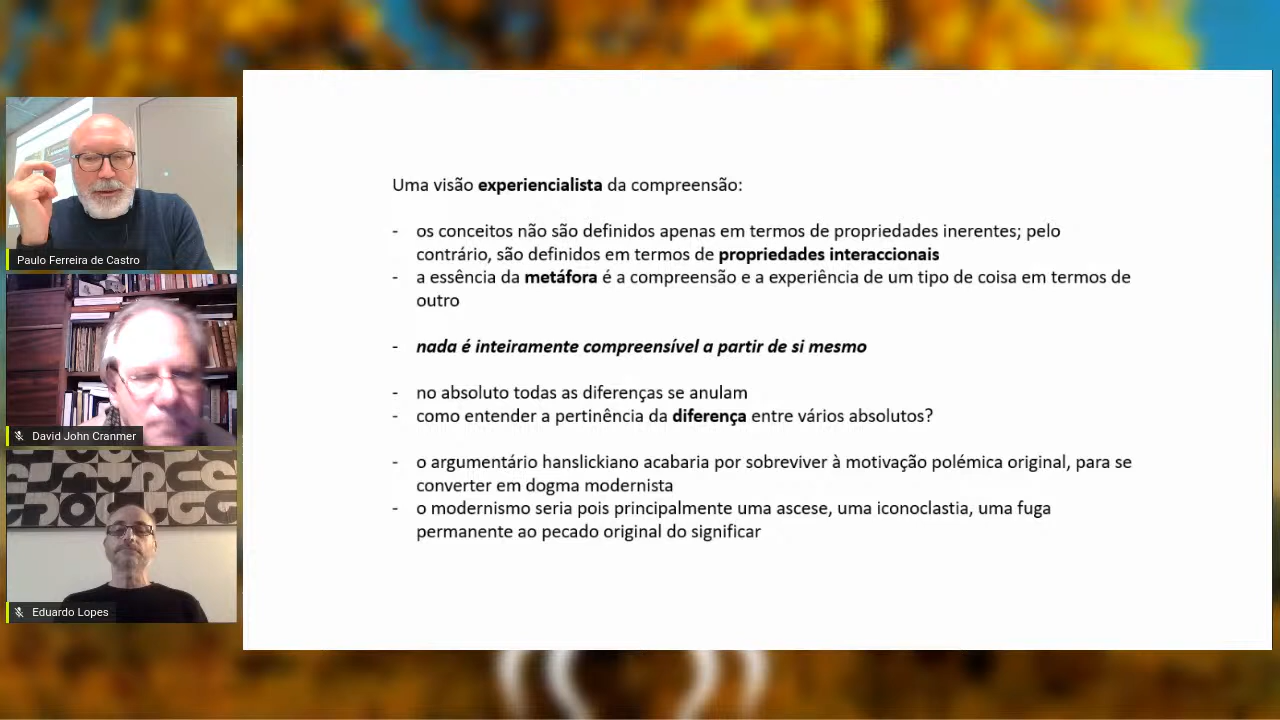 Paulo Ferreira de Castro
David John Cranmer
Eduardo Lopes
Uma visão experiencialista da compreensão:
- os conceitos não são definidos apenas em termos de propriedades inerentes; pelo
contrário, são definidos em termos de propriedades interaccionais
- a essência da metáfora é a compreensão e a experiência de um tipo de coisa em termos de
outro
- nada é inteiramente compreensível a partir de si mesmo
- no absoluto todas as diferenças se anulam
- como entender a pertinência da diferença entre vários absolutos?
- o argumentário hanslickiano acabaria por sobreviver à motivação polémica original, para se
converter em dogma modernista
- o modernismo seria pois principalmente uma ascese, uma iconoclastia, uma fuga
permanente ao pecado original do significar